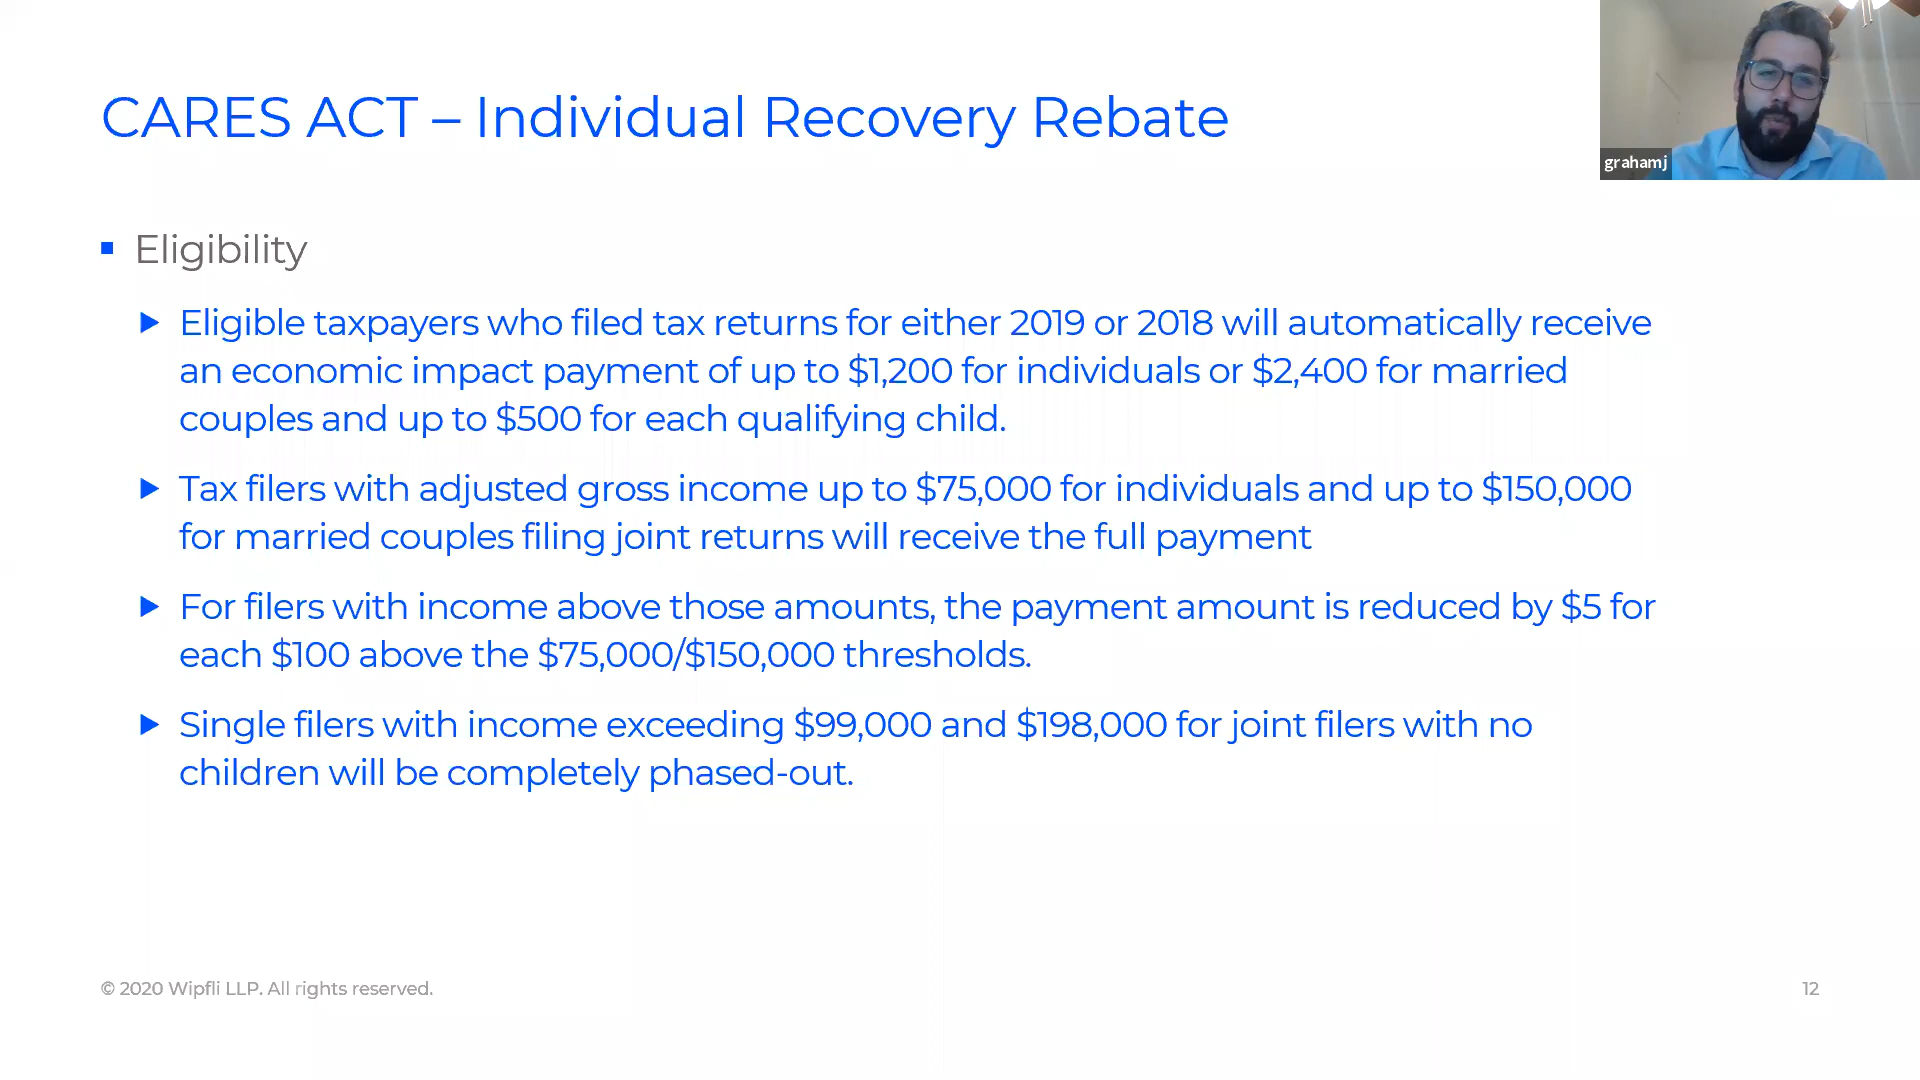 CARES ACT – Individual Recovery Rebate
grahamj
Eligibility
Eligible taxpayers who filed tax returns for either 2019 or 2018 will automatically receive
an economic impact payment of up to $1,200 for individuals or $2,400 for married
couples and up to $500 for each qualifying child.
Tax filers with adjusted gross income up to $75,000 for individuals and up to $150,000
for married couples filing joint returns will receive the full payment
For filers with income above those amounts, the payment amount is reduced by $5 for
each $100 above the $75,000/$150,000 thresholds.
Single filers with income exceeding $99,000 and $198,000 for joint filers with no
children will be completely phased-out.
© 2020 Wipfli LLP. All rights reserved.
12